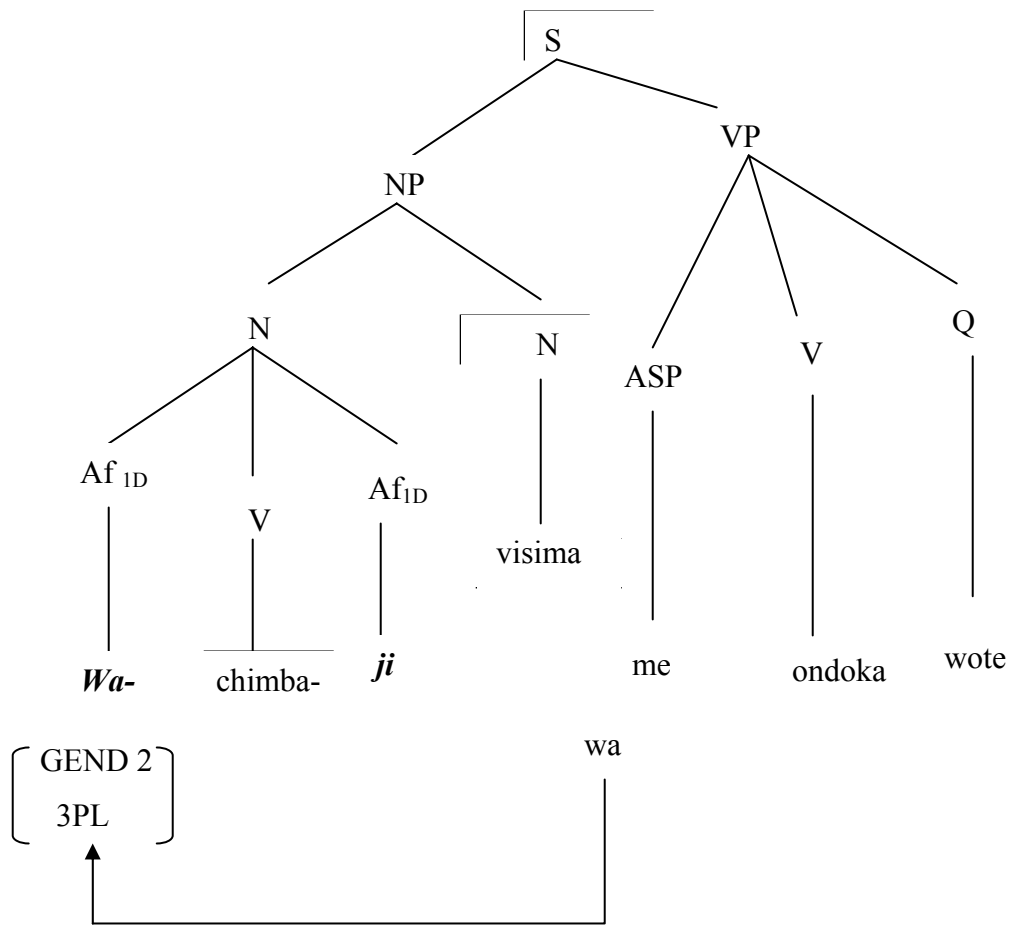 S
VP
NP
N
N
ASP
V
Q
Af 1D
V
Af1D
visima
Wa-
chimba-
ji
me
ondoka
wote
wa
GEND 2
3PL